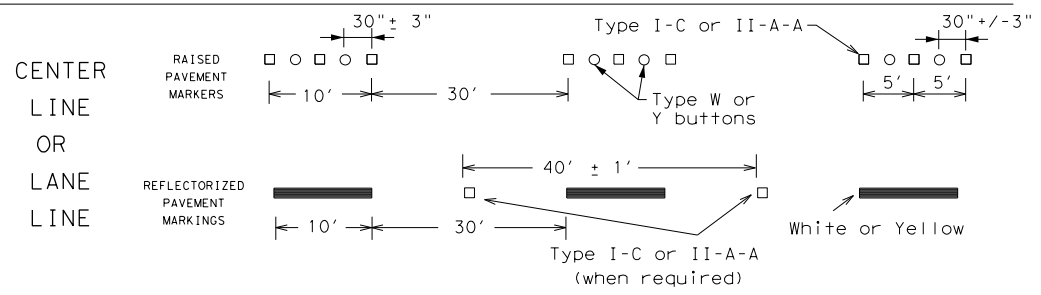 CENTER
LINE
OR
LANE
LINE
RAISED
PAVEMENT
MARKERS
30"± 3"
10'
30'
Type I-C or II-A-A
Type W or
Y buttons
30"+/-3"
5'
5'
REFLECTORIZED
PAVEMENT
MARKINGS
40' ± 1'
10'
30'
Type I-C or II-A-A
(when required)
White or Yellow